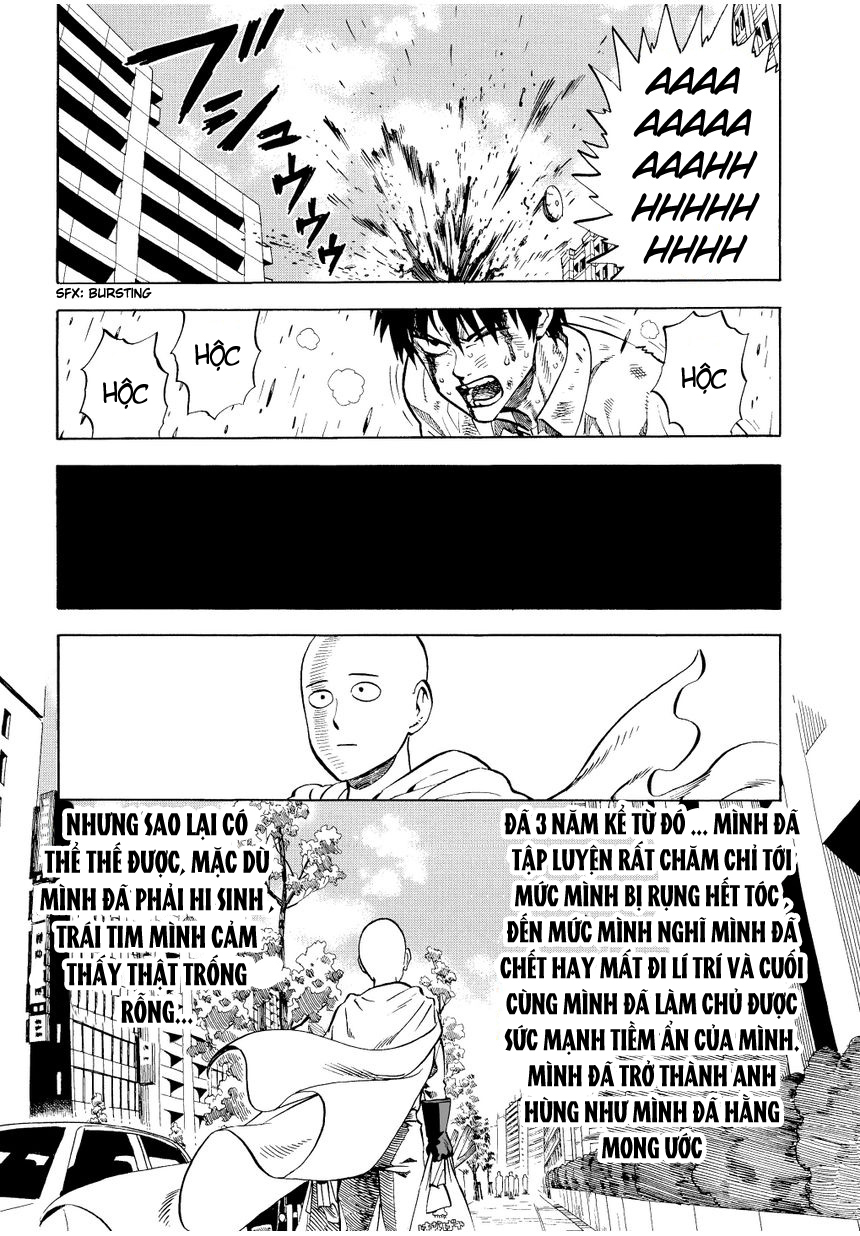 ブシュウゥゥ
AAAA
AAAAA
AAAHH
HHHHH
HHHH
SFX: BURSTING
HỘC
HỘC
HỘC
ĐÃ 3 NĂM KỂ TỪ ĐÓ ... MÌNH ĐÃ
TẬP LUYỆN RẤT CHĂM CHỈ TỚI
MỨC MÌNH BỊ RỤNG HẾT TÓC,
ĐẾN MỨC MÌNH NGHĨ MÌNH ĐÃ
CHẾT HAY MẤT ĐI LÍ TRÍ VÀ CUỐI
CÙNG MÌNH ĐÃ LÀM CHỦ ĐƯỢC
SỨC MẠNH TIỀM ẨN CỦA MÌNH.
MÌNH ĐÃ TRỞ THÀNH ANH
HÙNG NHƯ MÌNH ĐÃ HẰNG
MONG ƯỚC
NHƯNG SAO LẠI CÓ
THỂ THẾ ĐƯỢC, MẶC DÙ
MÌNH ĐÃ PHẢI HI SINH,
TRÁI TIM MÌNH CẢM
THẤY THẬT TRỐNG
RỖNG...